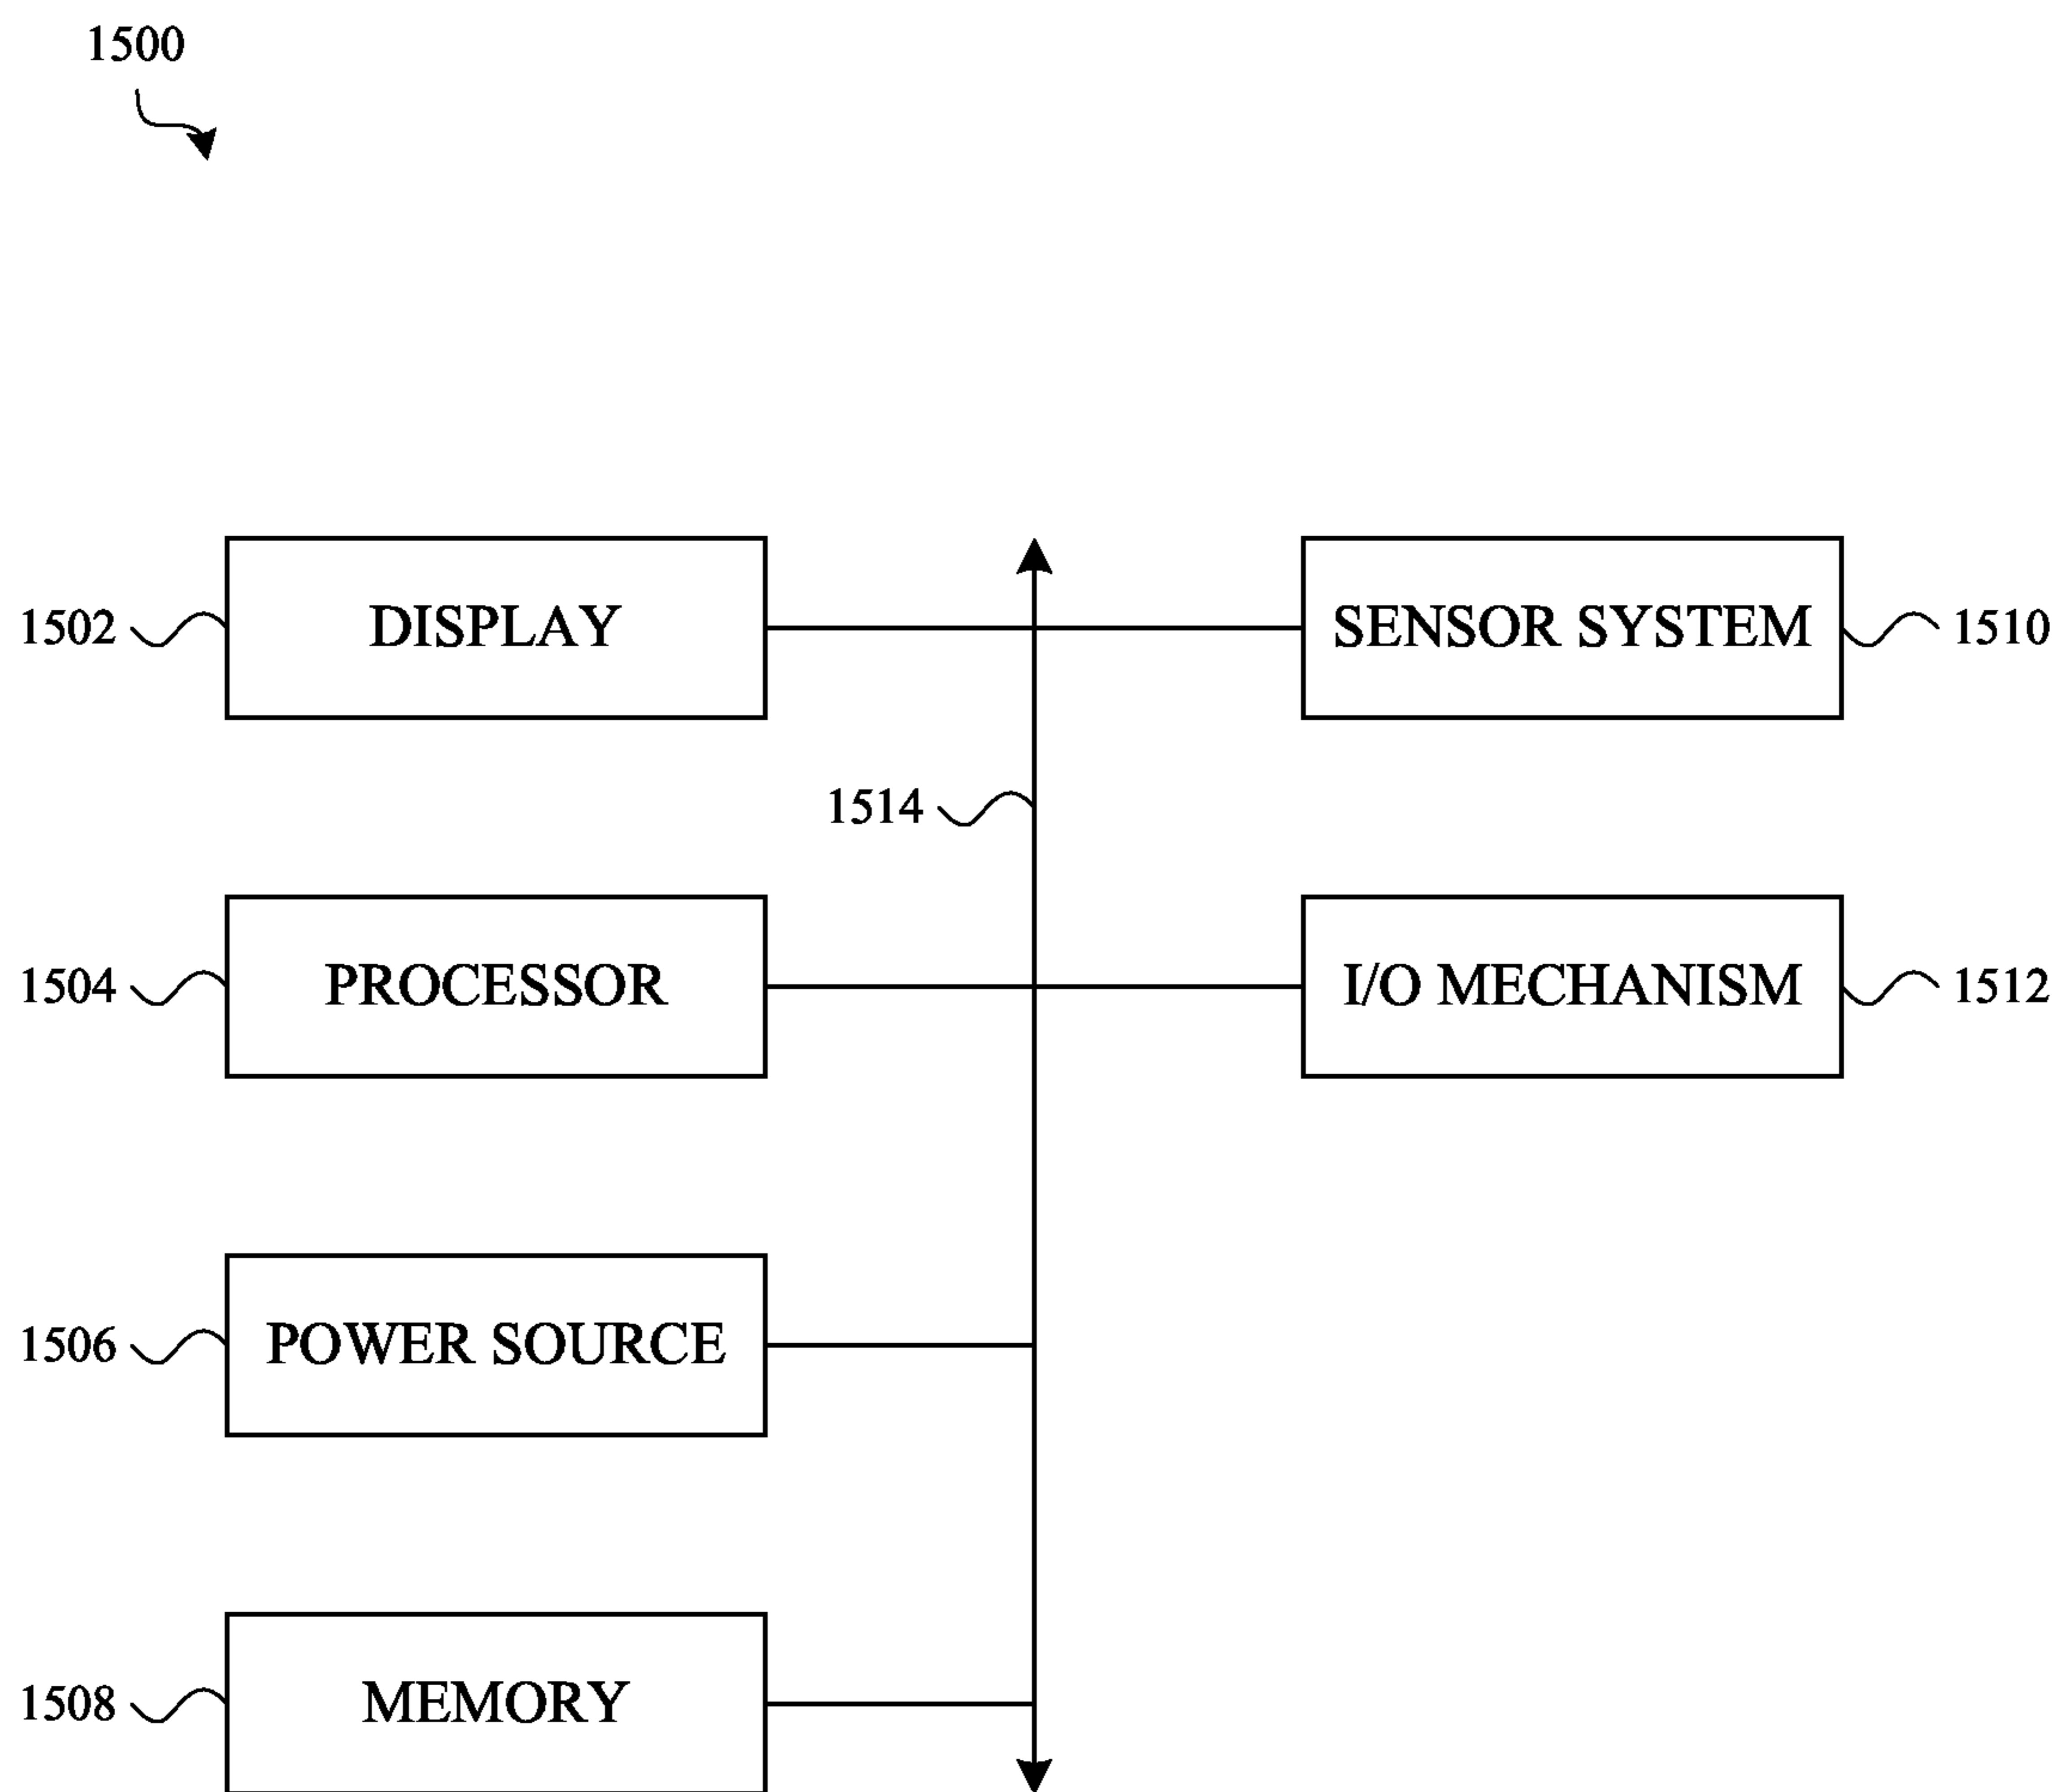 1500
1502
DISPLAY
SENSOR SYSTEM
1510
1514
1504
PROCESSOR
I/O MECHANISM
1512
1506
POWER SOURCE
1508
MEMORY